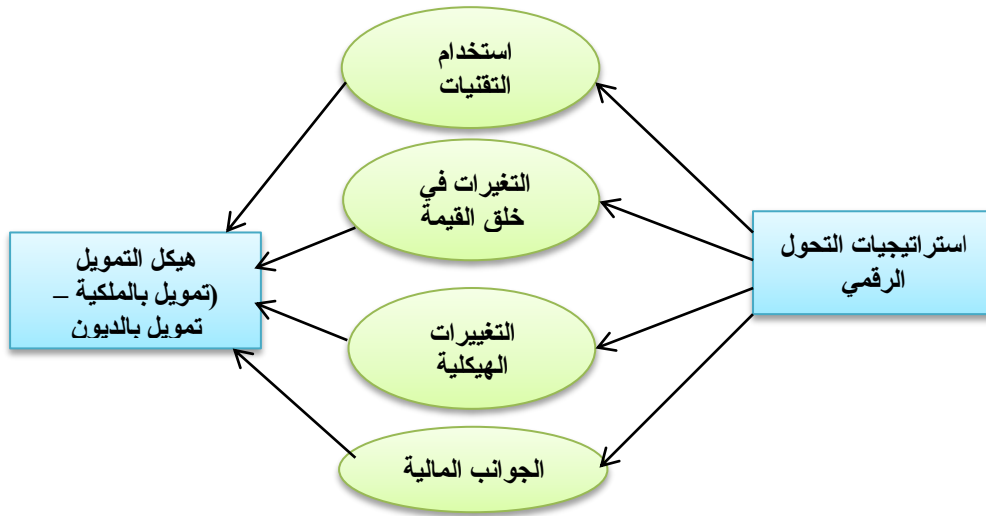 استخدام
التقنيات
التغيرات في
خلق القيمة
استراتيجيات التحول
الرقمي
هيكل التمويل
(تمويل بالملكية –
تمويل بالديون
التغييرات
الهيكلية
الجوانب المالية